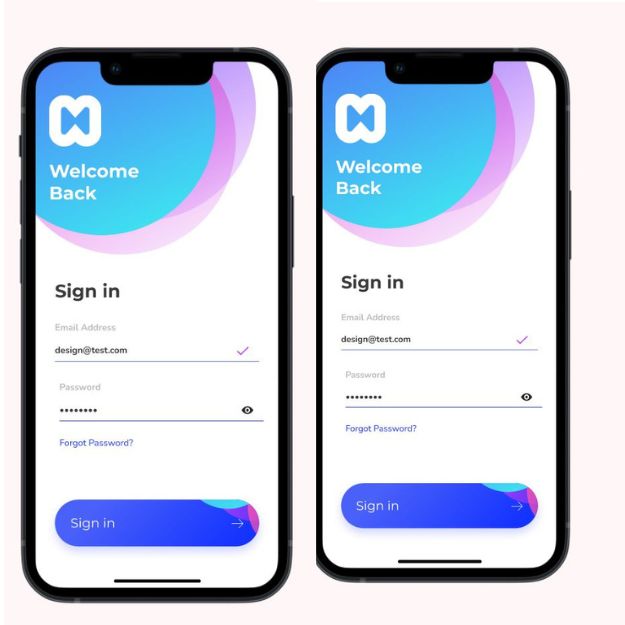 Welcome
Back
Sign in
Email Address
design@test.com
Password
••••••••
Forgot Password?
Sign in
Welcome
Back
Sign in
Email Address
design@test.com
Password
••••••••
Forgot Password?
Sign in